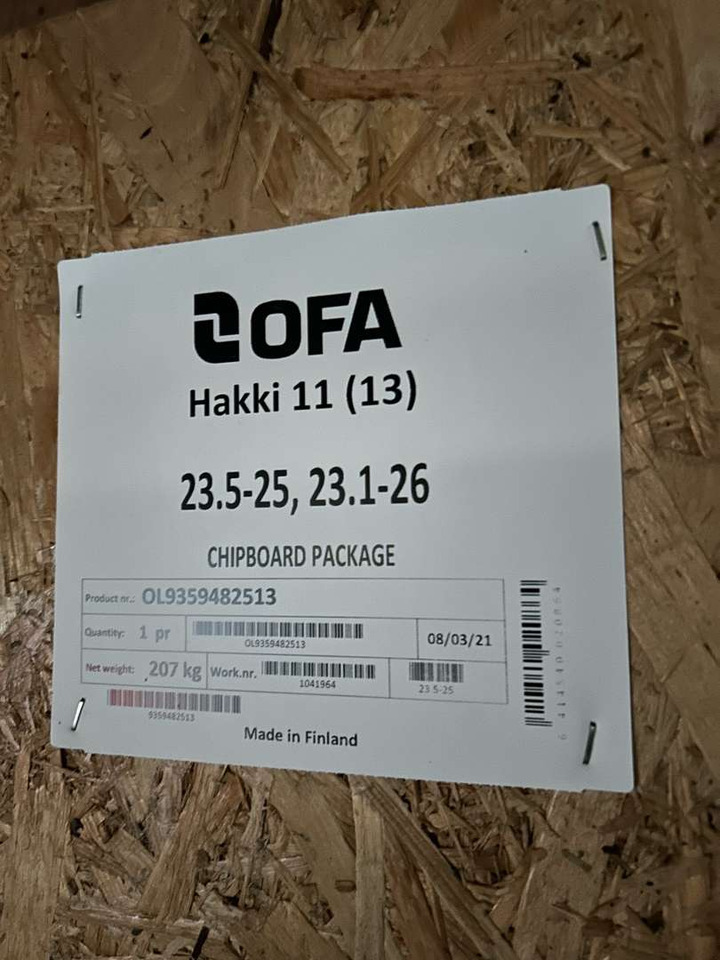 OFA
Hakki 11 (13)
23.5-25, 23.1-26
CHIPBOARD PACKAGE
Product nr.: OL9359482513
Quantity: 1 pr
OL9359482513
08/03/21
Net weight: 207 kg
Work.nr.
1041964
23.5-25
9359482513
Made in Finland